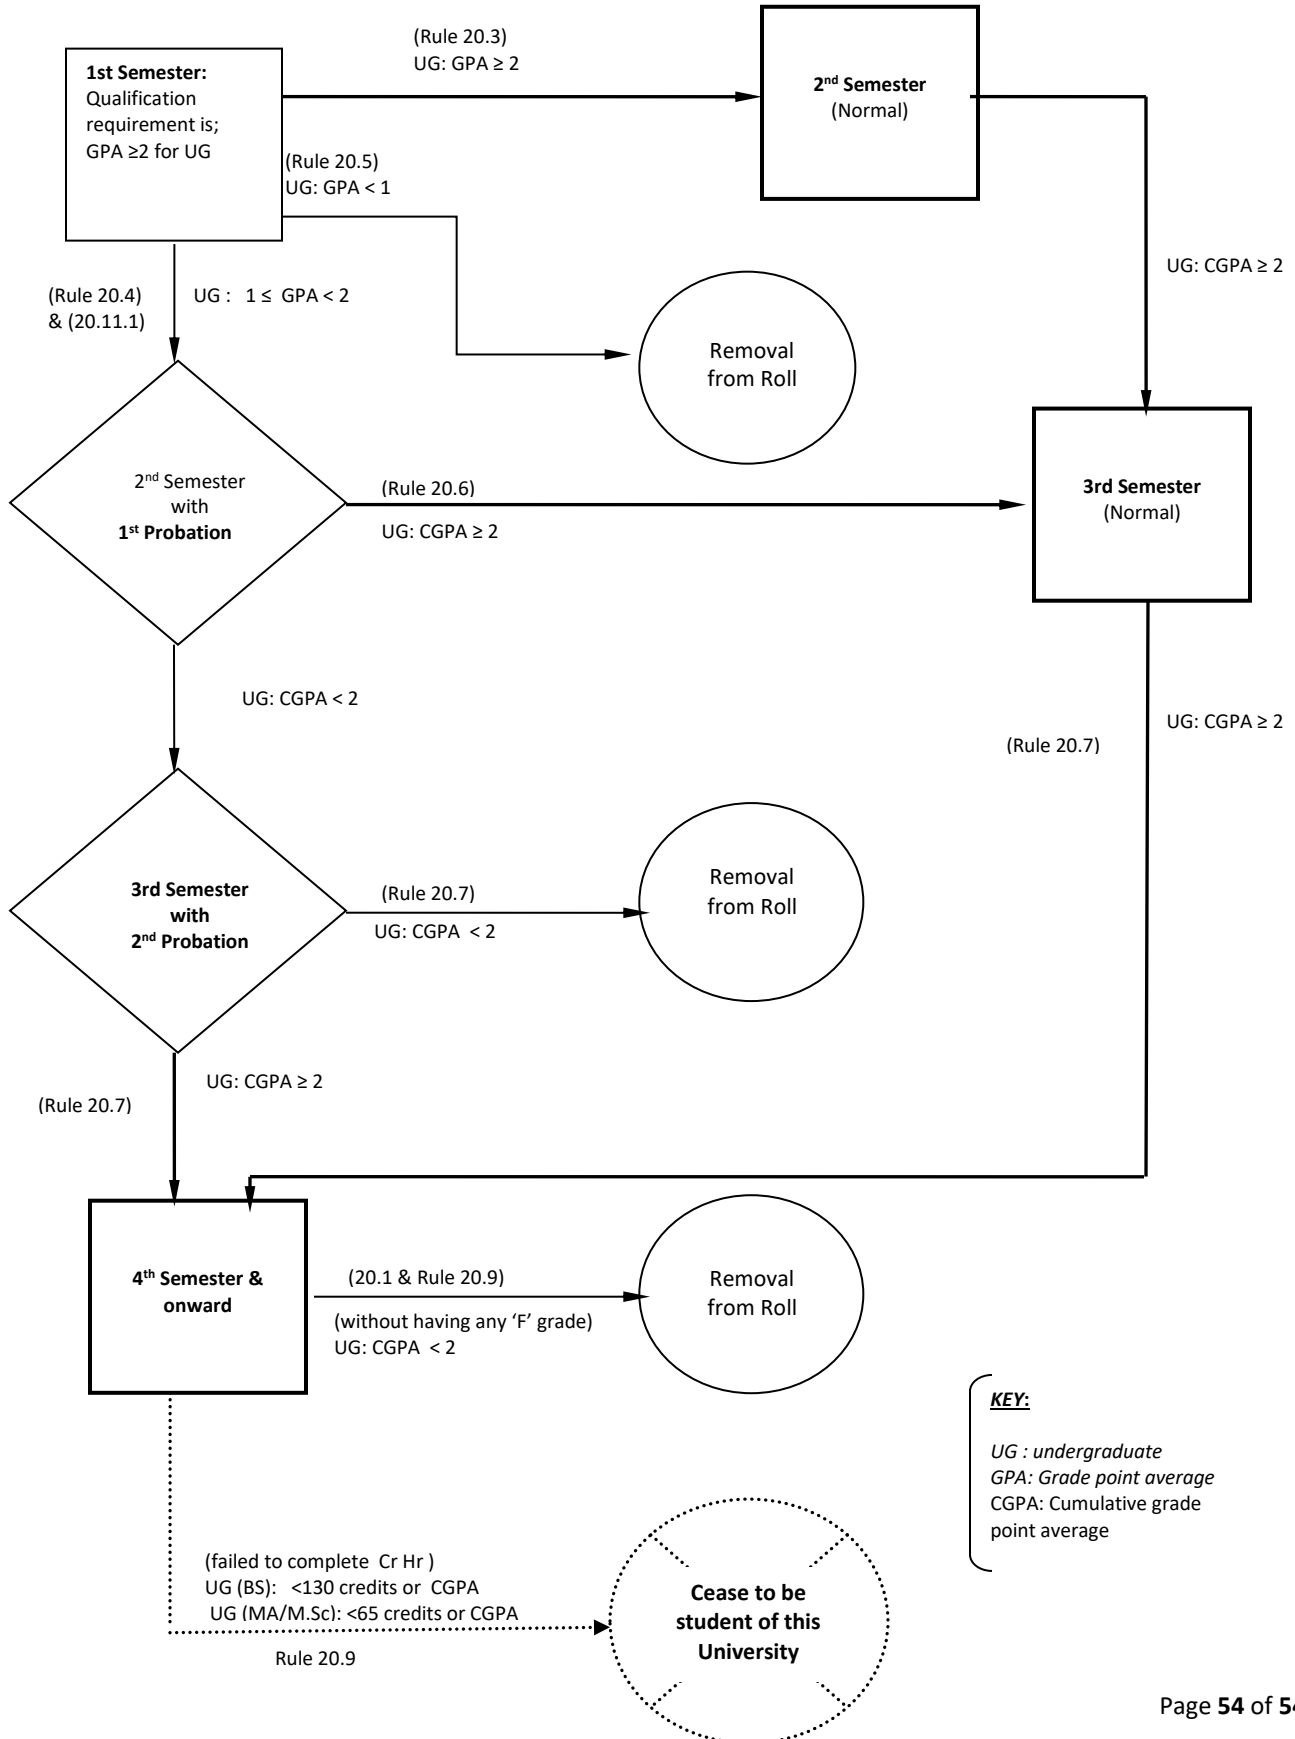 (Rule 20.3)
UG: GPA ≥ 2
1st Semester:
Qualification
requirement is;
GPA ≥2 for UG
2nd Semester
(Normal)
(Rule 20.5)
UG: GPA < 1
UG: CGPA ≥ 2
(Rule 20.4)
& (20.11.1)
UG : 1 ≤ GPA < 2
Removal
from Roll
2nd Semester
with
1st Probation
(Rule 20.6)
UG: CGPA ≥ 2
3rd Semester
(Normal)
UG: CGPA < 2
UG: CGPA ≥ 2
(Rule 20.7)
3rd Semester
with
2nd Probation
(Rule 20.7)
UG: CGPA < 2
Removal
from Roll
UG: CGPA ≥ 2
(Rule 20.7)
4th Semester &
onward
(20.1 & Rule 20.9)
(without having any ‘F’ grade)
UG: CGPA < 2
Removal
from Roll
KEY:
UG : undergraduate
GPA: Grade point average
CGPA: Cumulative grade
point average
(failed to complete Cr Hr )
UG (BS): <130 credits or CGPA
UG (MA/M.Sc): <65 credits or CGPA
Rule 20.9
Cease to be
student of this
University
Page 54 of 54